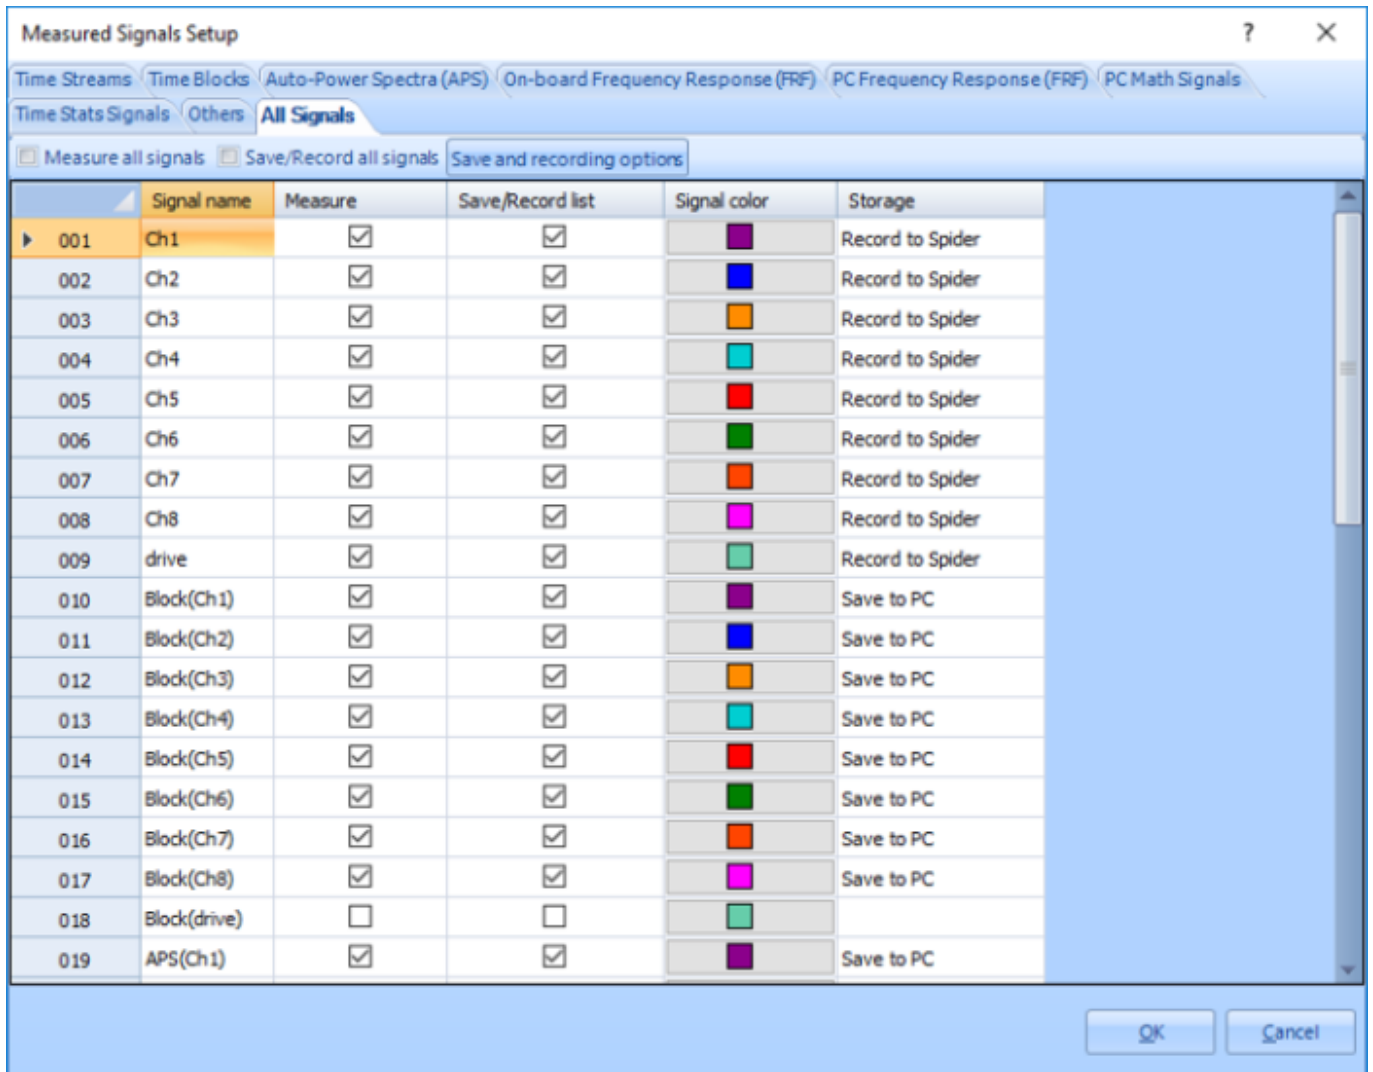 Measured Signals Setup ?
Time Streams Time Blocks Auto-Power Spectra (APS) On-board Frequency Response (FRF) PC Frequency Response (FRF) PC Math Signals
Time Stats Signals Others All Signals
Measure all signals Save/Record all signals Save and recording options
Signal name Measure Save/Record list Signal color Storage
001 Ch1 Record to Spider
002 Ch2 Record to Spider
003 Ch3 Record to Spider
004 Ch4 Record to Spider
005 Ch5 Record to Spider
006 Ch6 Record to Spider
007 Ch7 Record to Spider
008 Ch8 Record to Spider
009 drive Record to Spider
010 Block(Ch1) Save to PC
011 Block(Ch2) Save to PC
012 Block(Ch3) Save to PC
013 Block(Ch4) Save to PC
014 Block(Ch5) Save to PC
015 Block(Ch6) Save to PC
016 Block(Ch7) Save to PC
017 Block(Ch8) Save to PC
018 Block(drive)
019 APS(Ch1) Save to PC
OK Cancel